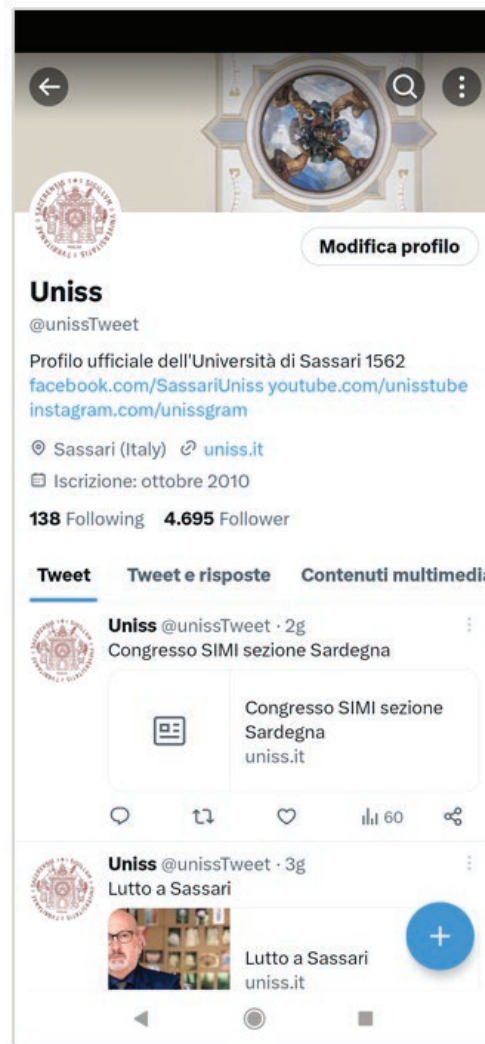 Modifica profilo
Uniss
@unissTweet
Profilo ufficiale dell'Università di Sassari 1562
facebook.com/SassariUniss youtube.com/unisstube
instagram.com/unissgram
Sassari (Italy) uniss.it
Iscrizione: ottobre 2010
138 Following 4.695 Follower
Tweet Tweet e risposte Contenuti multimedia
Uniss @unissTweet · 2g
Congresso SIMI sezione Sardegna
Congresso SIMI sezione
Sardegna
uniss.it
60
Uniss @unissTweet · 3g
Lutto a Sassari
Lutto a Sassari
uniss.it